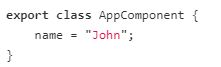 export class AppComponent {
    name = "John";
}